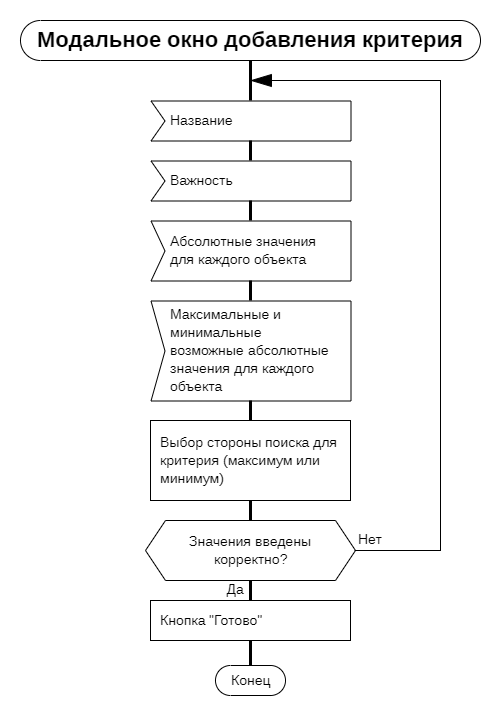 Модальное окно добавления критерия
Название
Важность
Абсолютные значения
для каждого объекта
Максимальные и
минимальные
возможные абсолютные
значения для каждого
объекта
Выбор стороны поиска для
критерия (максимум или
минимум)
Значения введены
корректно?
Нет
Да
Кнопка "Готово"
Конец